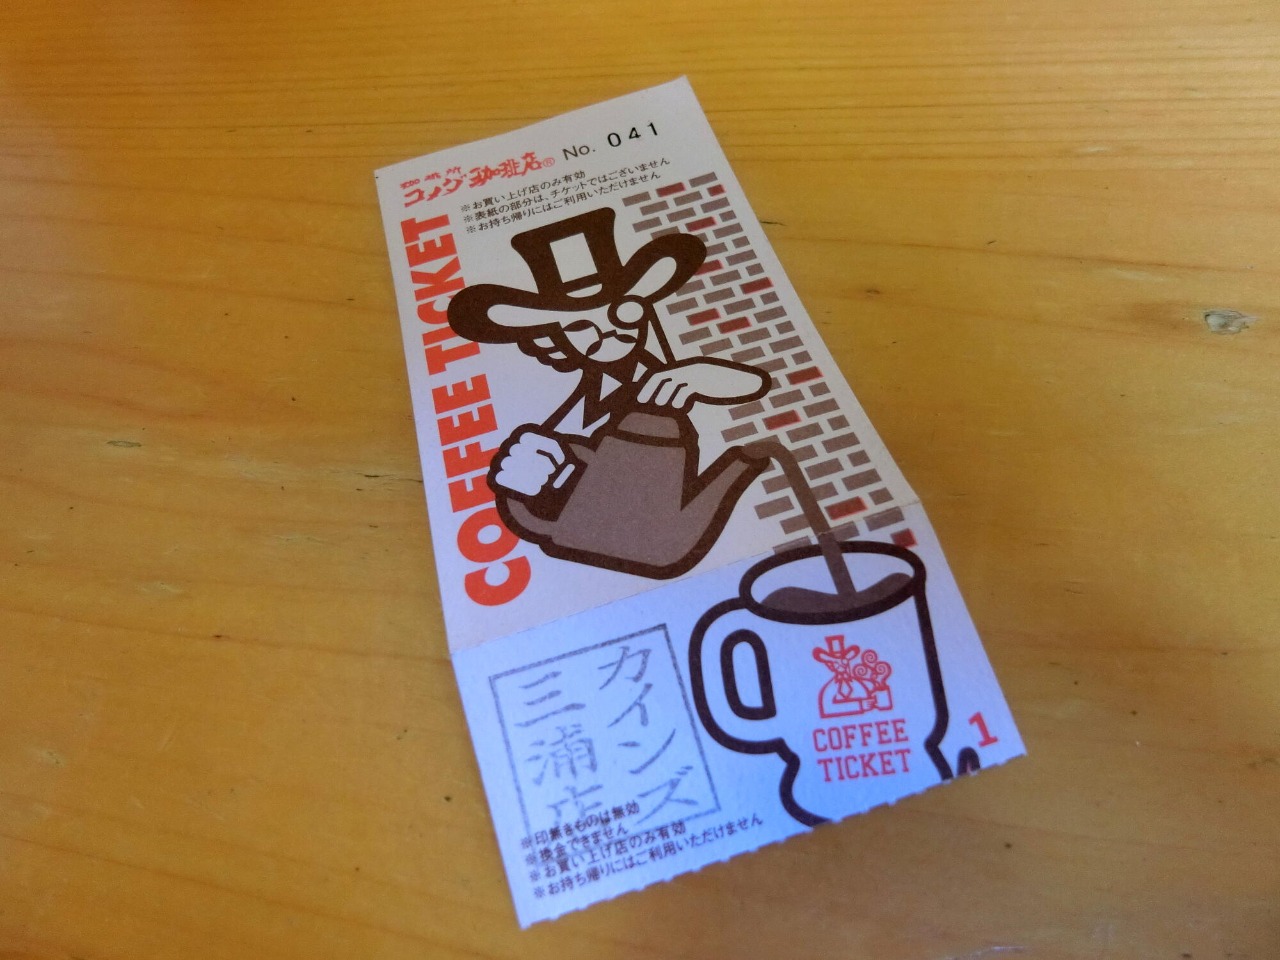 珈琲所
コメダ珈琲店®
No. 041
※お買い上げ店のみ有効
※表紙の部分は、チケットではございません
※お持ち帰りにはご利用いただけません
COFFEE TICKET
カインズ
三浦店
COFFEE
TICKET
1
※印無きものは無効
※換金できません
※お買い上げ店のみ有効
※お持ち帰りにはご利用いただけません